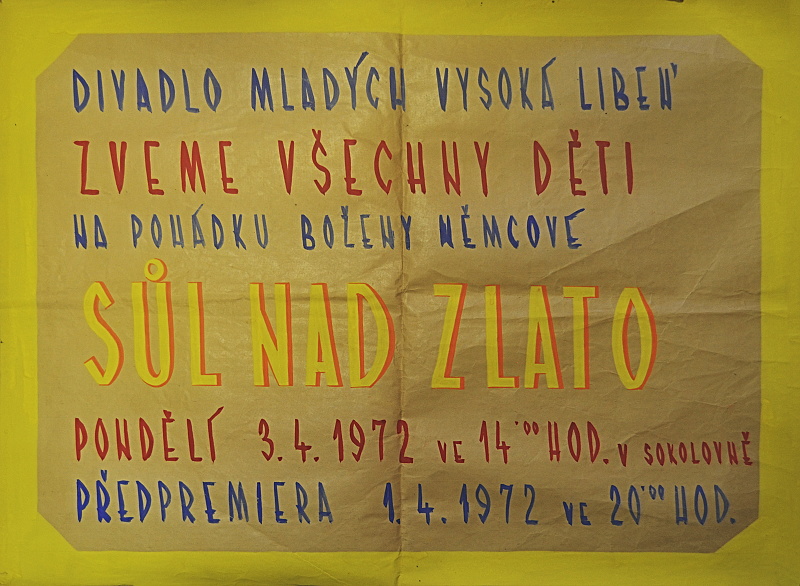 DIVADLO MLADÝCH VYSOKÁ LIBEŇ
ZVEME VŠECHNY DĚTI
NA POHÁDKU BOŽENY NĚMCOVÉ
SŮL NAD ZLATO
PONDĚLÍ 3.4.1972 VE 14'00 HOD. V SOKOLOVNĚ
PŘEDPREMIERA 1.4.1972 VE 20'00 HOD.